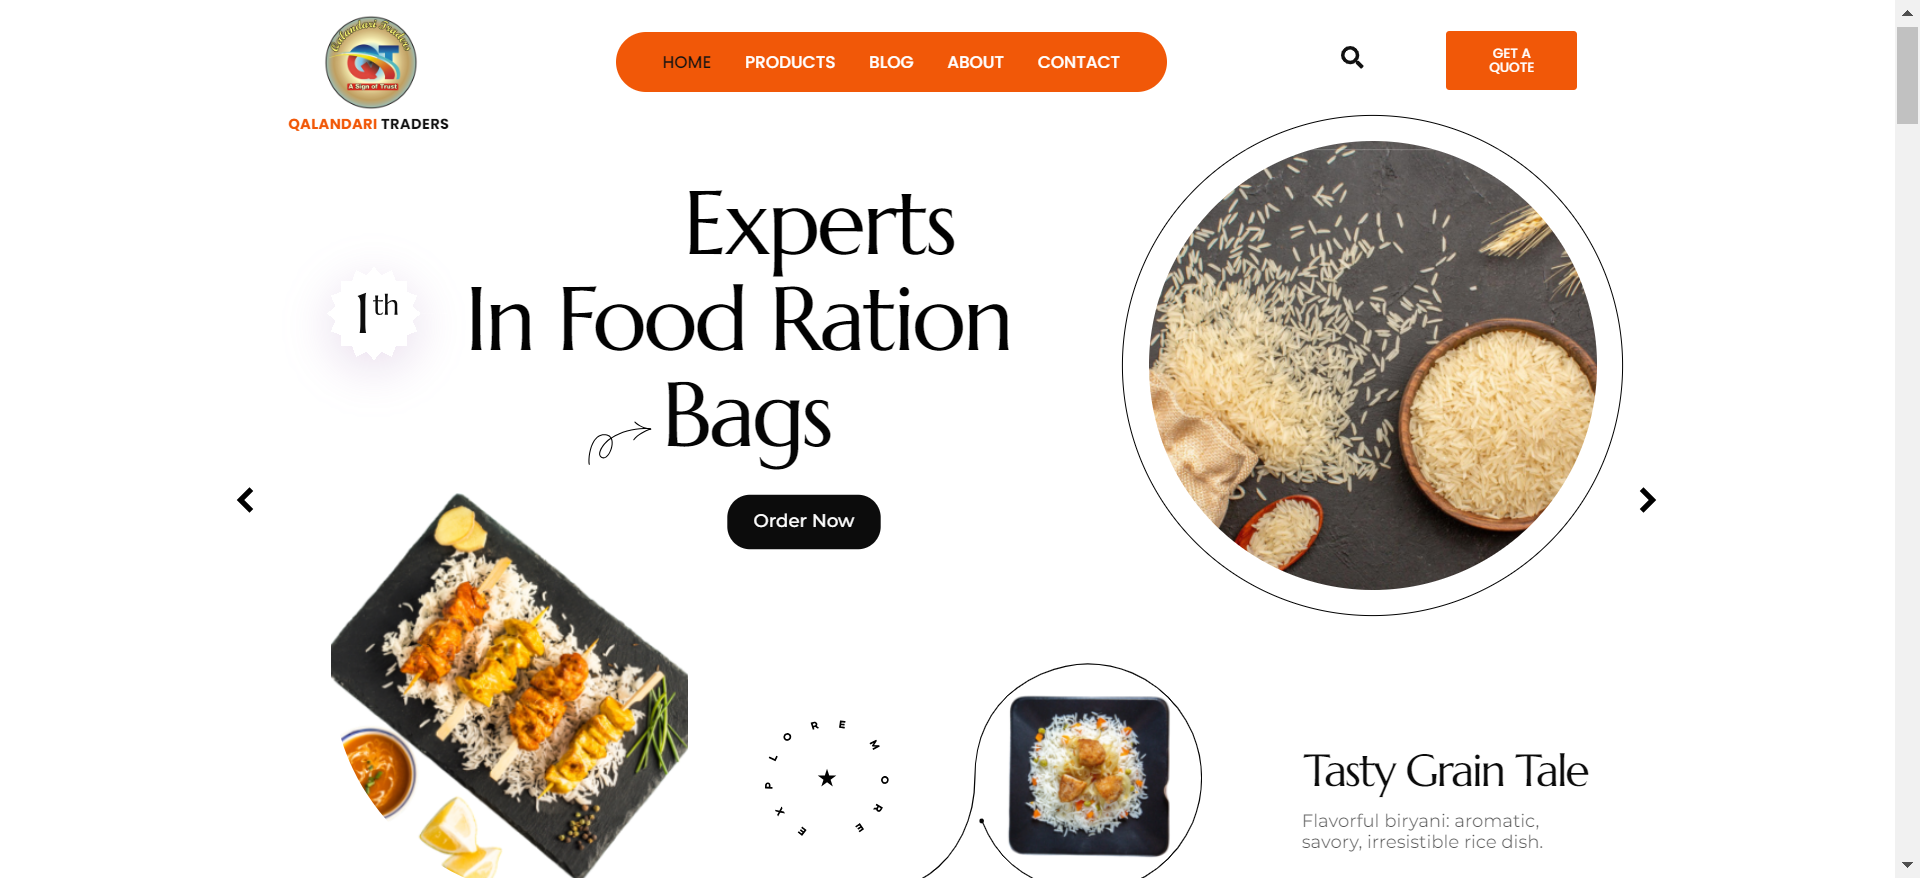 Qalandari Traders
QT
A Sign of Trust
QALANDARI TRADERS
HOME PRODUCTS BLOG ABOUT CONTACT
GET A
QUOTE
1th
Experts
In Food Ration
Bags
Order Now
EXPLORE MORE
Tasty Grain Tale
Flavorful biryani: aromatic,
savory, irresistible rice dish.